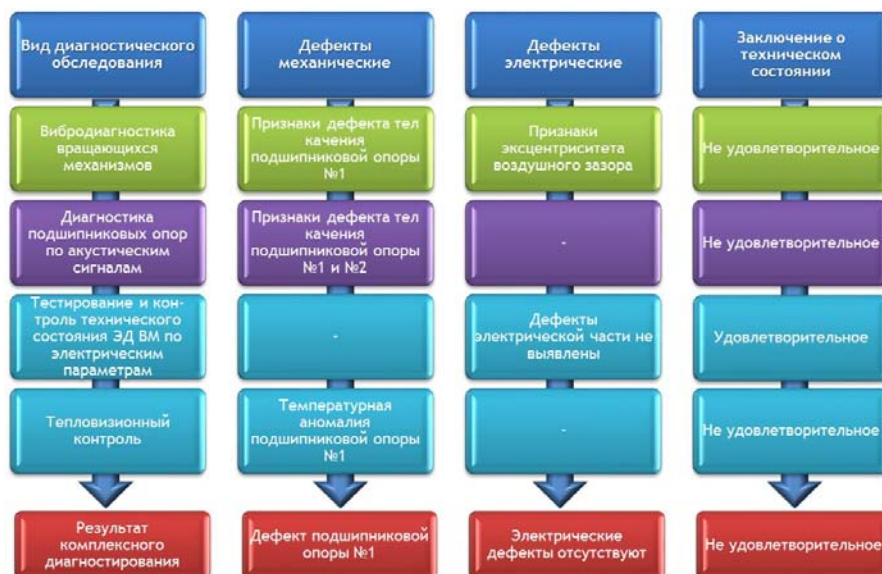 Вид диагностического
обследования
Дефекты
механические
Дефекты
электрические
Заключение о
техническом
состоянии
Вибродиагностика
вращающихся
механизмов
Признаки дефекта тел
качения
подшипниковой опоры
№1
Признаки
эксцентриситета
воздушного зазора
Не удовлетворительное
Диагностика
подшипниковых опор
по акустическим
сигналам
Признаки дефекта тел
качения
подшипниковой опоры
№1 и №2
-
Не удовлетворительное
Тестирование и кон-
троль технического
состояния ЭД ВМ по
электрическим
параметрам
-
Дефекты
электрической части не
выявлены
Удовлетворительное
Тепловизионный
контроль
Температурная
аномалия
подшипниковой опоры
№1
-
Не удовлетворительное
Результат
комплексного
диагностирования
Дефект подшипниковой
опоры №1
Электрические
дефекты отсутствуют
Не удовлетворительное